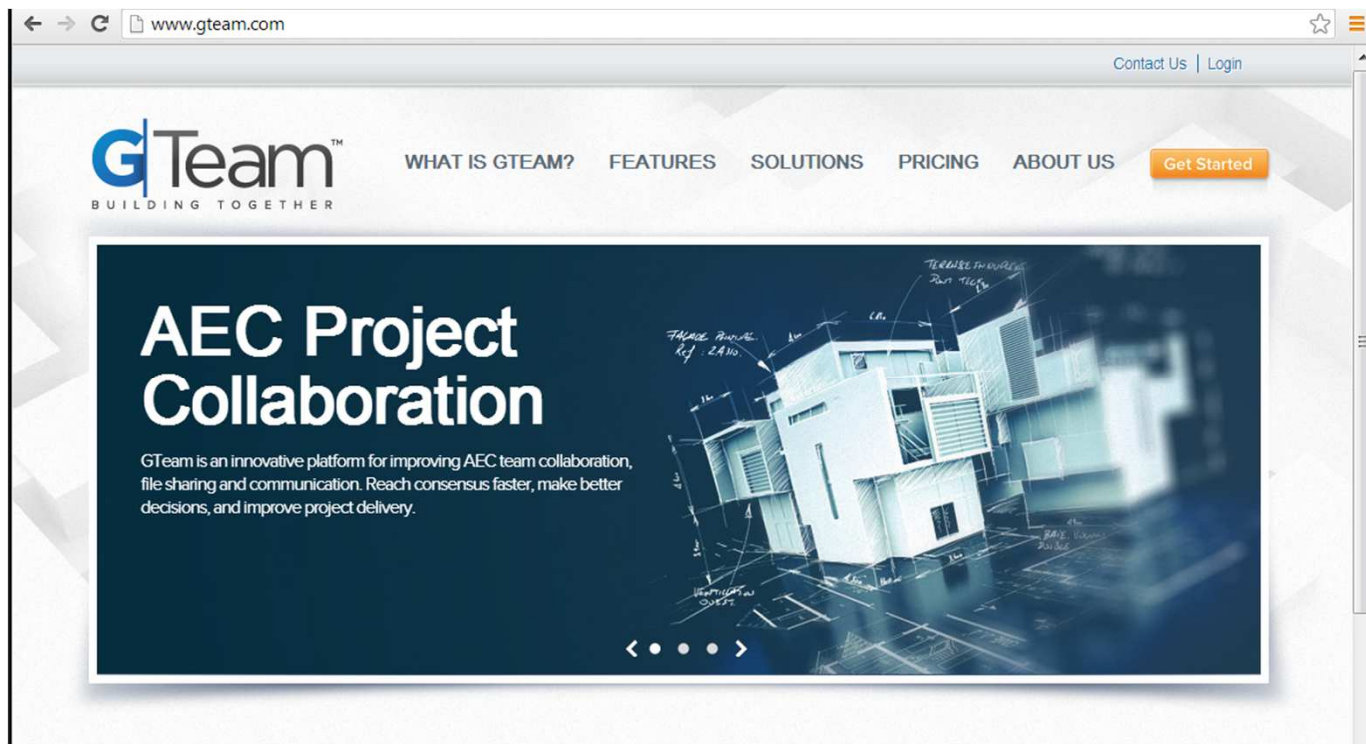 www.gteam.com
Contact Us | Login
GTeam™
BUILDING TOGETHER
WHAT IS GTEAM? FEATURES SOLUTIONS PRICING ABOUT US Get Started
AEC Project
Collaboration
GTeam is an innovative platform for improving AEC team collaboration,
file sharing and communication. Reach consensus faster, make better
decisions, and improve project delivery.